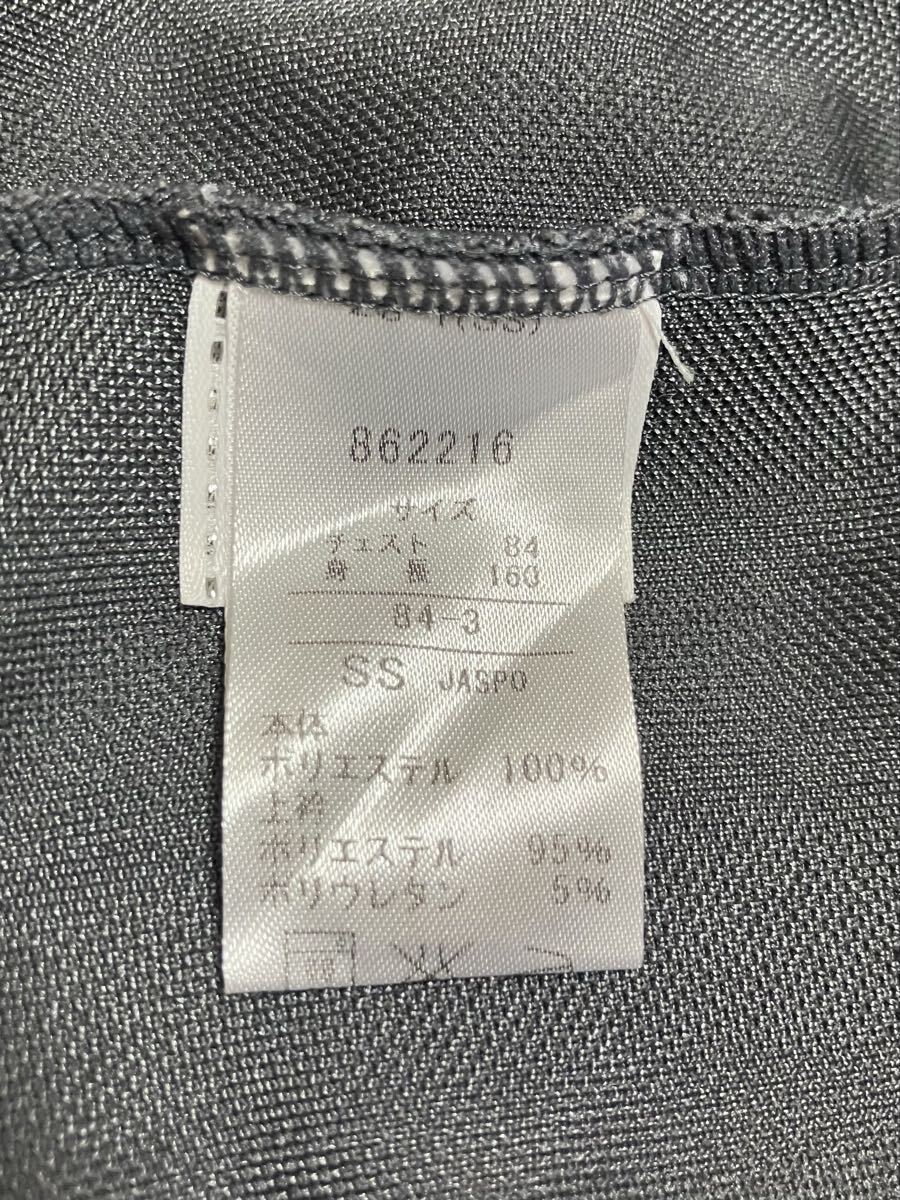 862216
サイズ
チェスト 84
身 長 160
84-3
SS JASPO
本体
ポリエステル 100%
上衿
ポリエステル 95%
ポリウレタン 5%